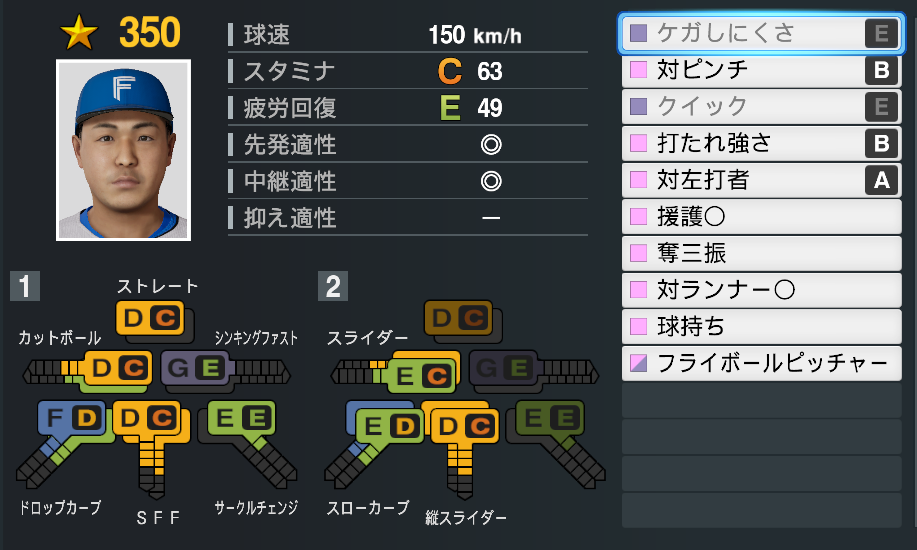 ★ 350
F
球速 150 km/h
スタミナ C 63
疲労回復 E 49
先発適性 ◎
中継適性 ◎
抑え適性 ―
ケガしにくさ E
対ピンチ B
クイック E
打たれ強さ B
対左打者 A
援護○
奪三振
対ランナー○
球持ち
フライボールピッチャー
1
ストレート
D C
カットボール
シンキングファスト
D C
G E
F D
D C
E E
ドロップカーブ
SFF
サークルチェンジ
2
D C
スライダー
E C
G E
E D
D C
E E
スローカーブ
縦スライダー